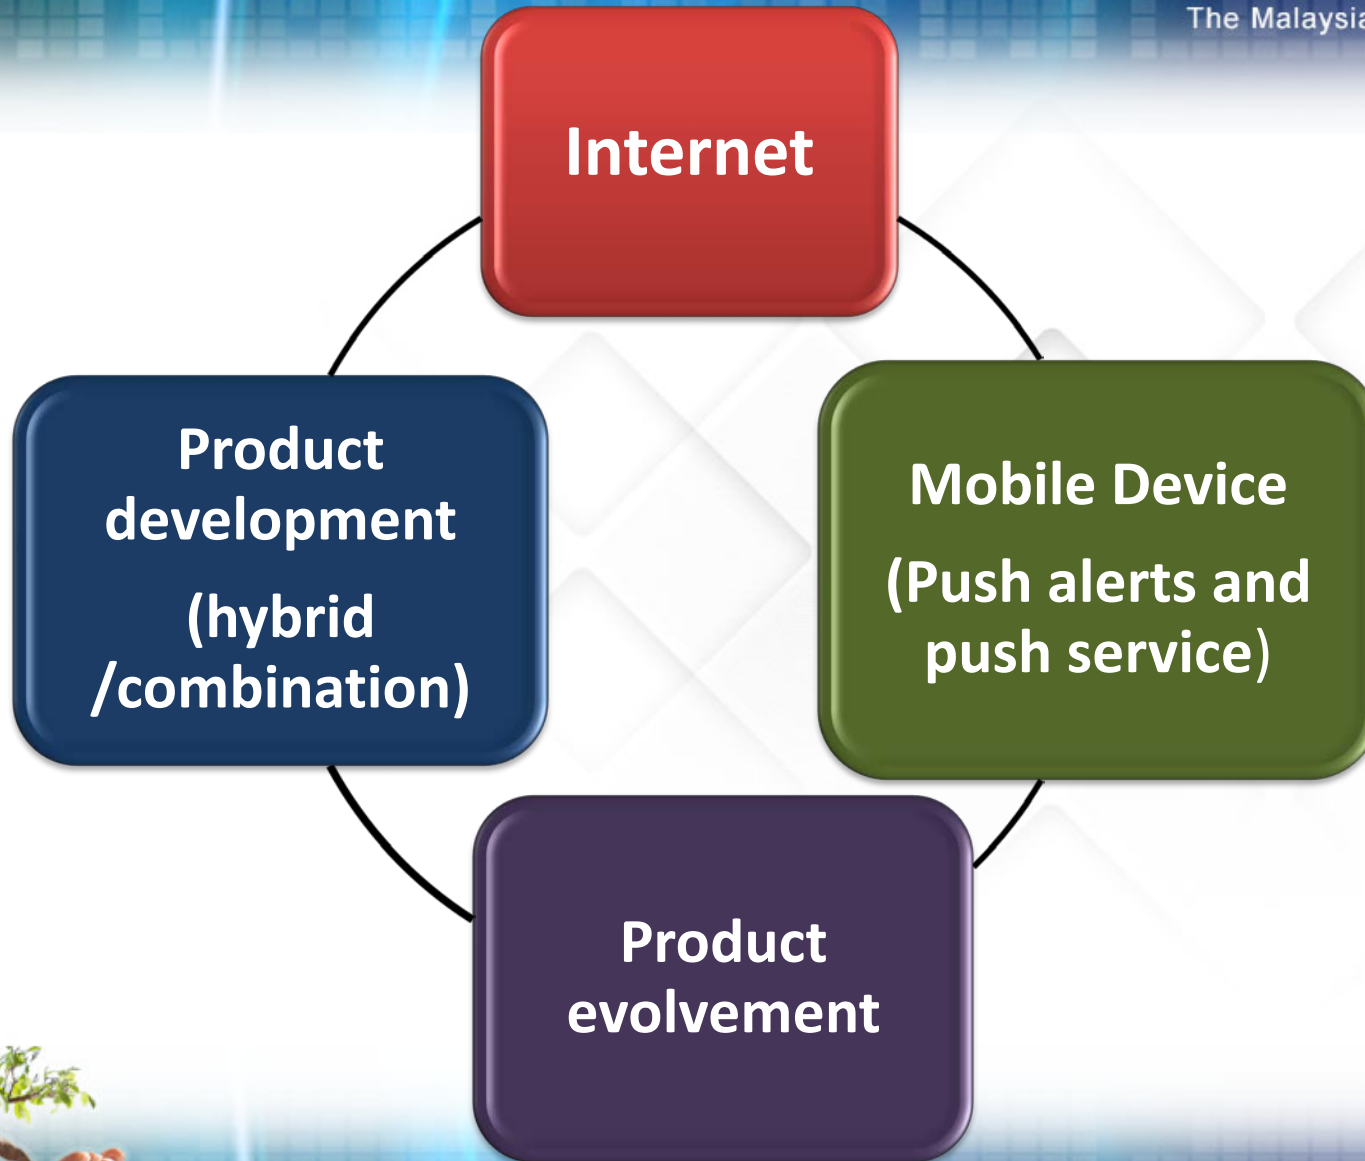 The Malaysia
Internet
Product
development
(hybrid
/combination)
Mobile Device
(Push alerts and
push service)
Product
evolvement